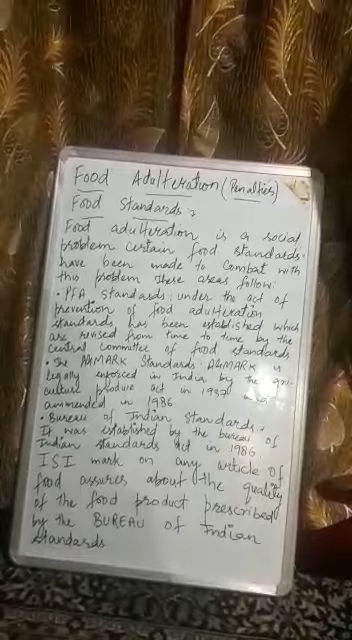 Food Adulteration (Penalties)
Food Standards :
Food adulteration is a social
problem certain food standards.
have been made to Combat with
this problem These areas follow:
• PFA Standards: under the act of
prevention of food adulteration
standards has been established which
are revised from time to time by the
central committee of food standards
• The AGMARK Standards: AGMARK is
legally enforced in India by the agri-
culture produce act in 1937 and
ammended in 1986
• Bureau of Indian Standards.
It was established by the bureau of
Indian standards act in 1986
ISI mark on any article of
food assures about the quality
of the food product prescribed
by the BUREAU of Indian
Standards